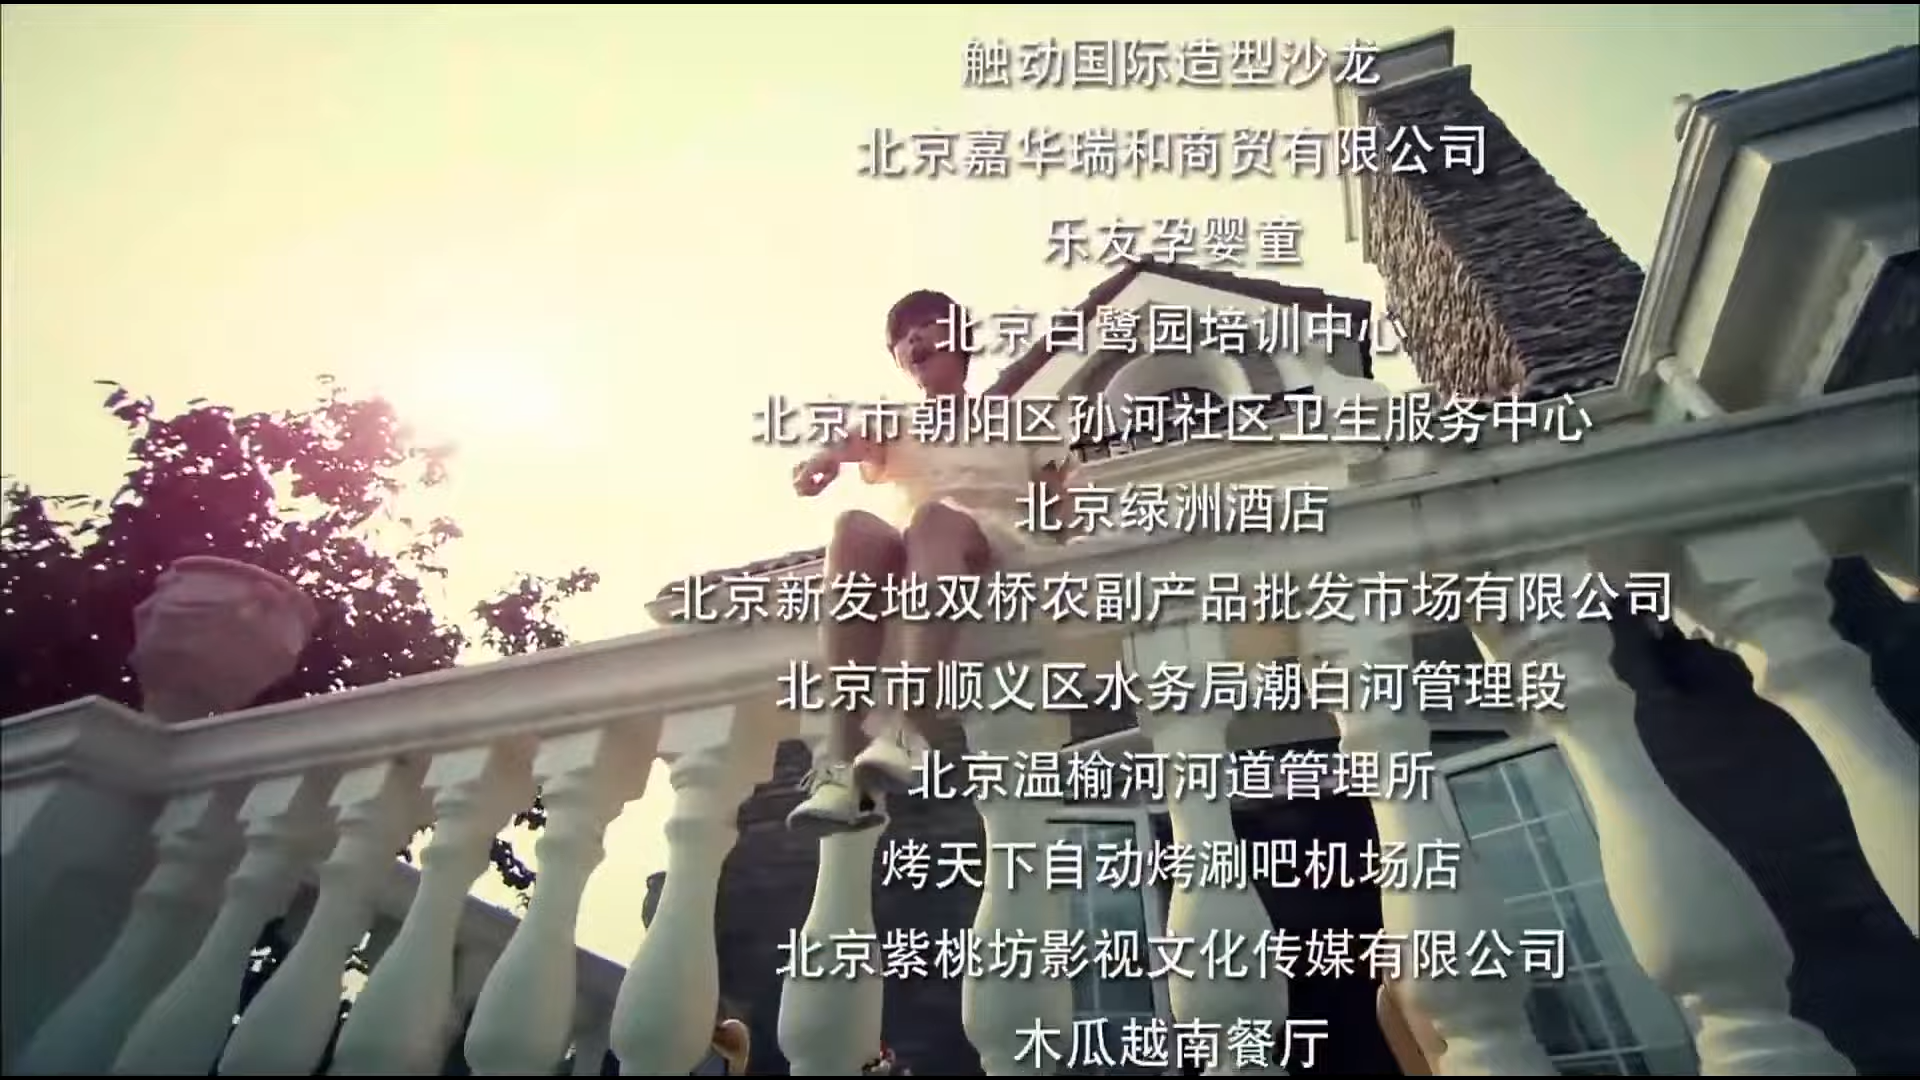 触动国际造型沙龙
北京嘉华瑞和商贸有限公司
乐友孕婴童
北京白鹭园培训中心
北京市朝阳区孙河社区卫生服务中心
北京绿洲酒店
北京新发地双桥农副产品批发市场有限公司
北京市顺义区水务局潮白河管理段
北京温榆河河道管理所
烤天下自动烤涮吧机场店
北京紫桃坊影视文化传媒有限公司
木瓜越南餐厅